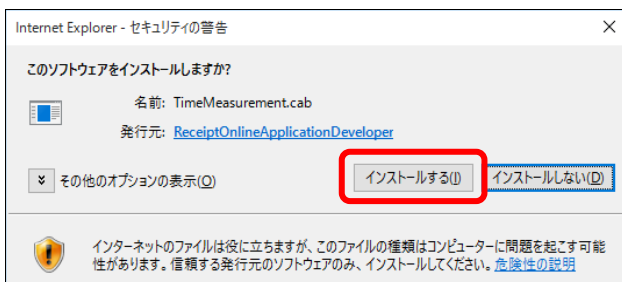 Internet Explorer - セキュリティの警告
このソフトウェアをインストールしますか?
名前: TimeMeasurement.cab
発行元: ReceiptOnlineApplicationDeveloper
その他のオプションの表示(O)
インストールする(I)
インストールしない(D)
インターネットのファイルは役に立ちますが、このファイルの種類はコンピューターに問題を起こす可能
性があります。信頼する発行元のソフトウェアのみ、インストールしてください。危険性の説明